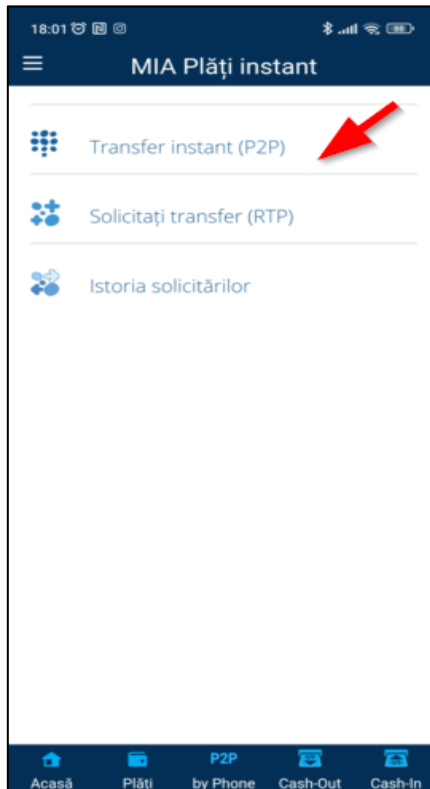 18:01
MIA Plăți instant
Transfer instant (P2P)
Solicitați transfer (RTP)
Istoria solicitărilor
P2P
Acasă Plăți by Phone Cash-Out Cash-In